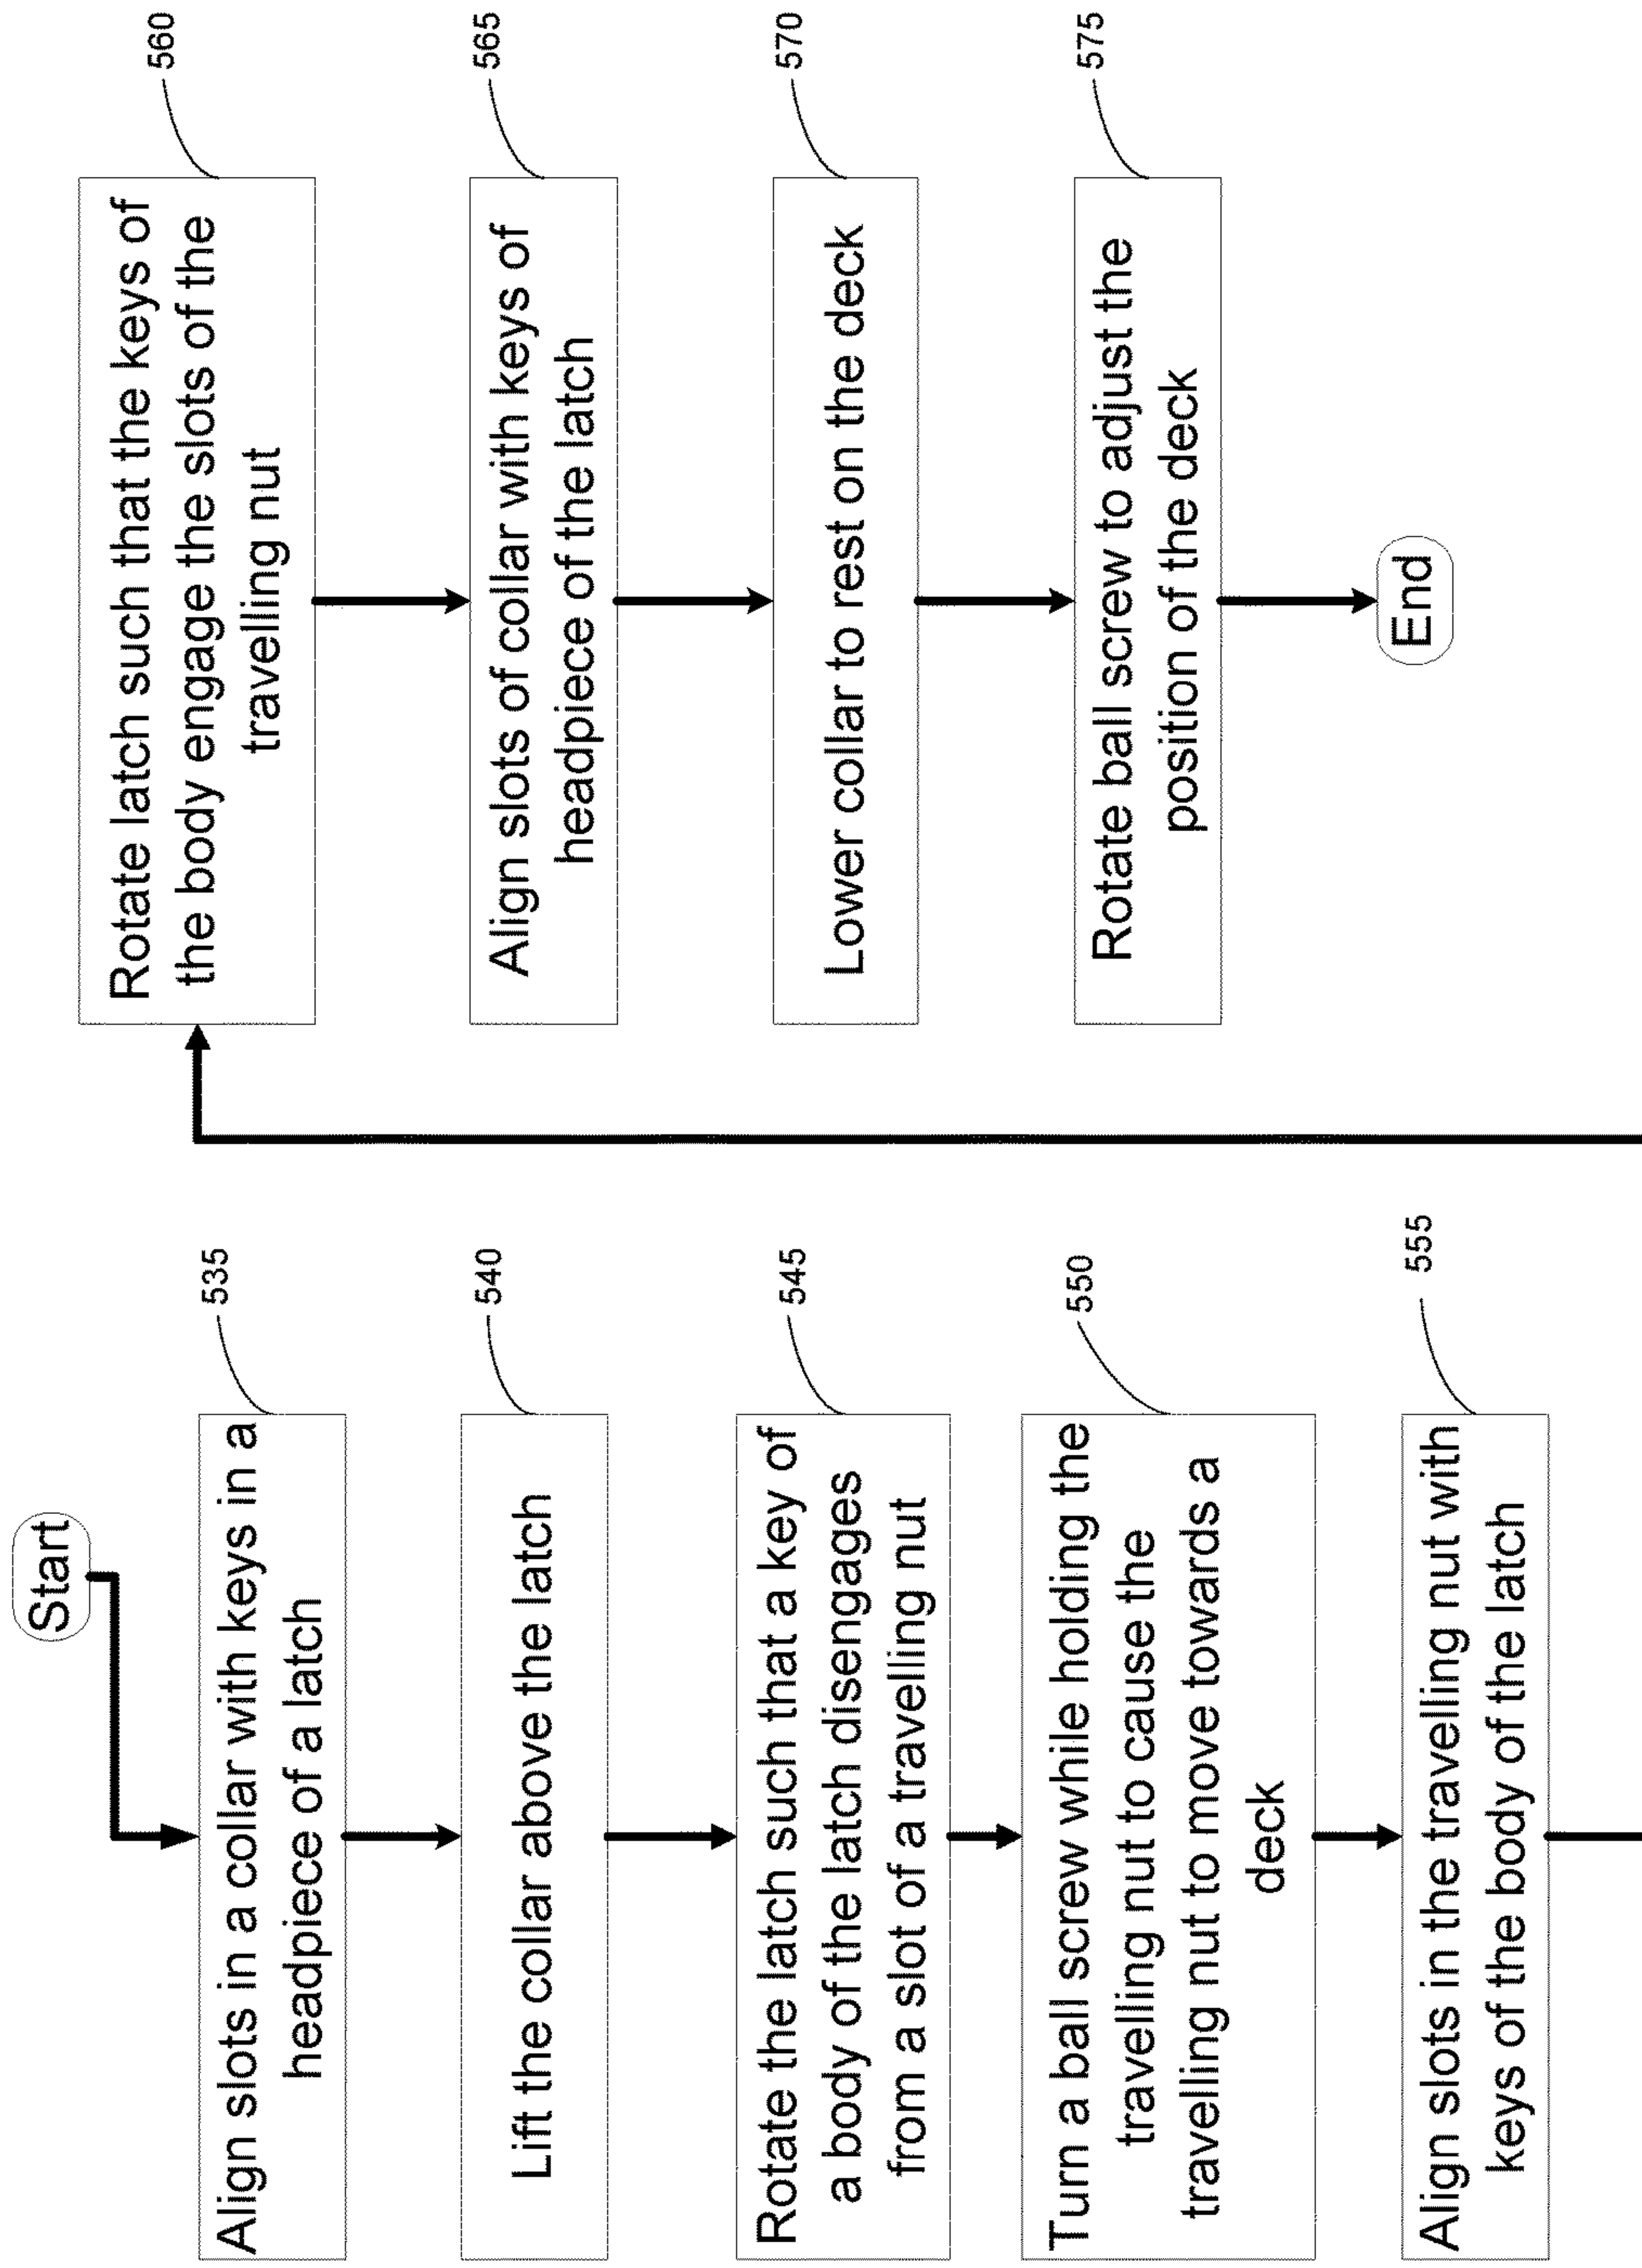 Start
Align slots in a collar with keys in a
headpiece of a latch
535
Lift the collar above the latch
540
Rotate the latch such that a key of
a body of the latch disengages
from a slot of a travelling nut
545
Turn a ball screw while holding the
travelling nut to cause the
travelling nut to move towards a
deck
550
Align slots in the travelling nut with
keys of the body of the latch
555
Rotate latch such that the keys of
the body engage the slots of the
travelling nut
560
Align slots of collar with keys of
headpiece of the latch
565
Lower collar to rest on the deck
570
Rotate ball screw to adjust the
position of the deck
575
End